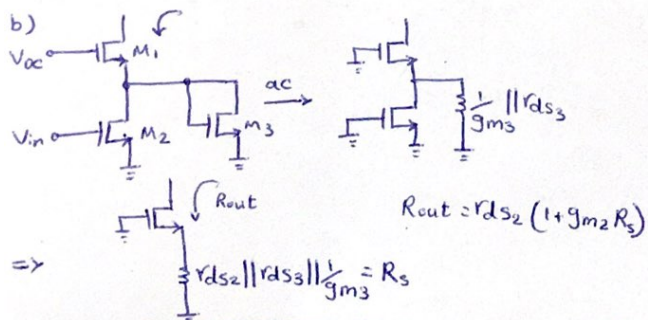 b)
Vac M1
Vin M2 M3
ac
1/gm3 || rds3
Rout
Rout = rds2 (1+gm2 Rs)
=> rds2||rds3||1/gm3 = Rs